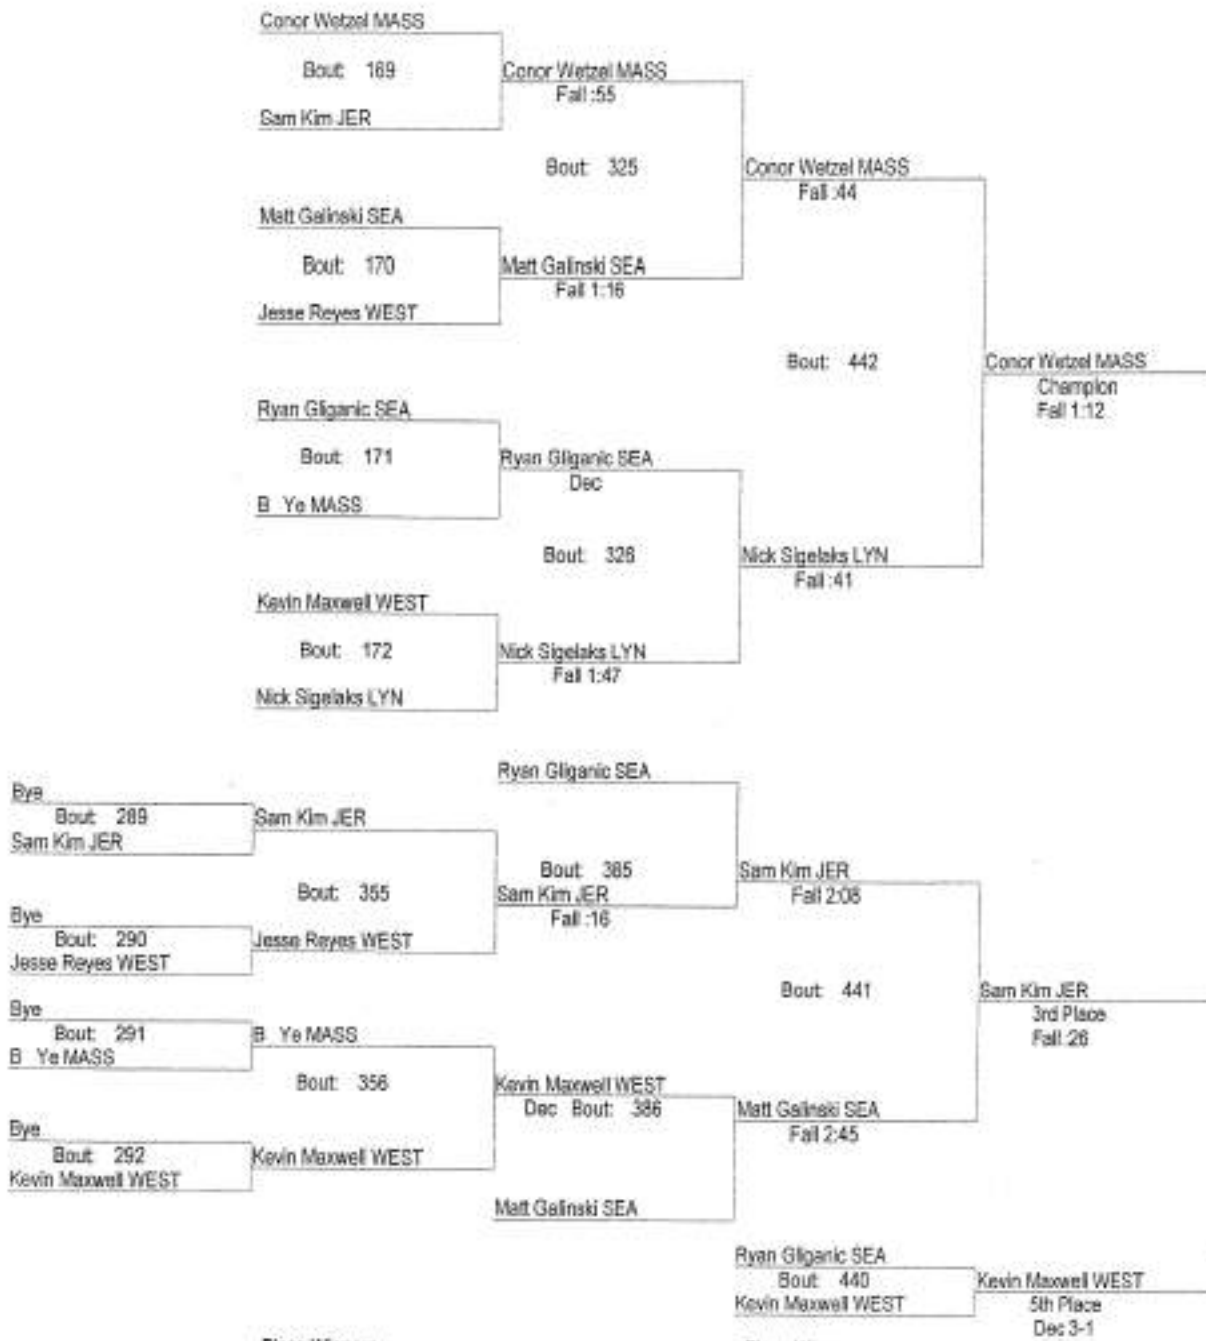 Conor Wetzel MASS
Bout: 169
Conor Wetzel MASS
Fall :55
Sam Kim JER
Bout: 325
Conor Wetzel MASS
Fall :44
Matt Galinski SEA
Bout: 170
Matt Galinski SEA
Fall 1:16
Jesse Reyes WEST
Bout: 442
Conor Wetzel MASS
Champion
Fall 1:12
Ryan Gliganic SEA
Bout: 171
Ryan Gliganic SEA
Dec
B Ye MASS
Bout: 326
Nick Sigelaks LYN
Fall :41
Kevin Maxwell WEST
Bout: 172
Nick Sigelaks LYN
Fall 1:47
Nick Sigelaks LYN
Ryan Gliganic SEA
Bye
Bout: 289
Sam Kim JER
Sam Kim JER
Bout: 385
Sam Kim JER
Fall 2:08
Bout: 355
Sam Kim JER
Fall :16
Bye
Bout: 290
Jesse Reyes WEST
Jesse Reyes WEST
Bout: 441
Sam Kim JER
3rd Place
Fall :26
Bye
Bout: 291
B Ye MASS
B Ye MASS
Bout: 356
Kevin Maxwell WEST
Dec Bout: 386
Matt Galinski SEA
Fall 2:45
Bye
Bout: 292
Kevin Maxwell WEST
Kevin Maxwell WEST
Matt Galinski SEA
Ryan Gliganic SEA
Bout: 440
Kevin Maxwell WEST
Kevin Maxwell WEST
5th Place
Dec 3-1